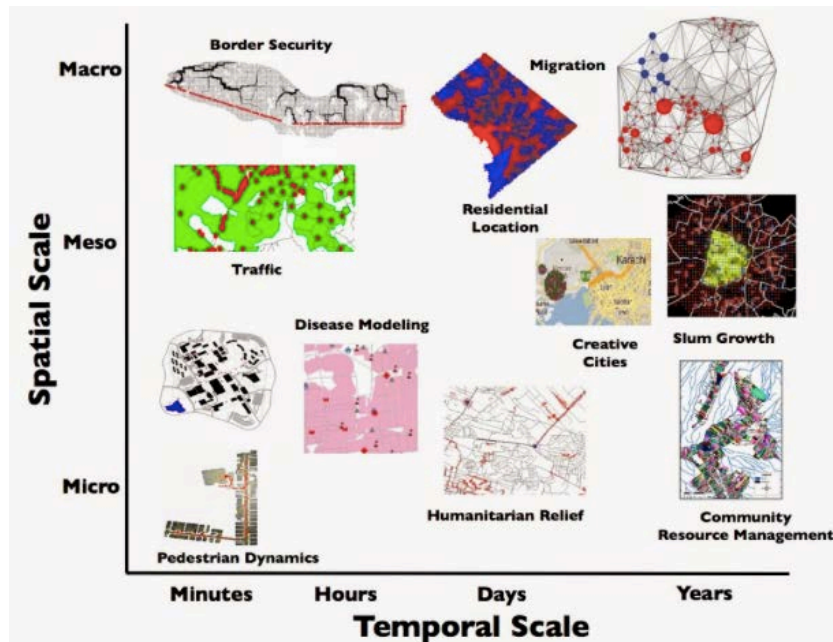 Macro
Border Security
Migration
Residential
Location
Meso
Traffic
Karachi
Disease Modeling
Creative
Cities
Slum Growth
Spatial Scale
Micro
Humanitarian Relief
Community
Resource Management
Pedestrian Dynamics
Minutes
Hours
Days
Years
Temporal Scale